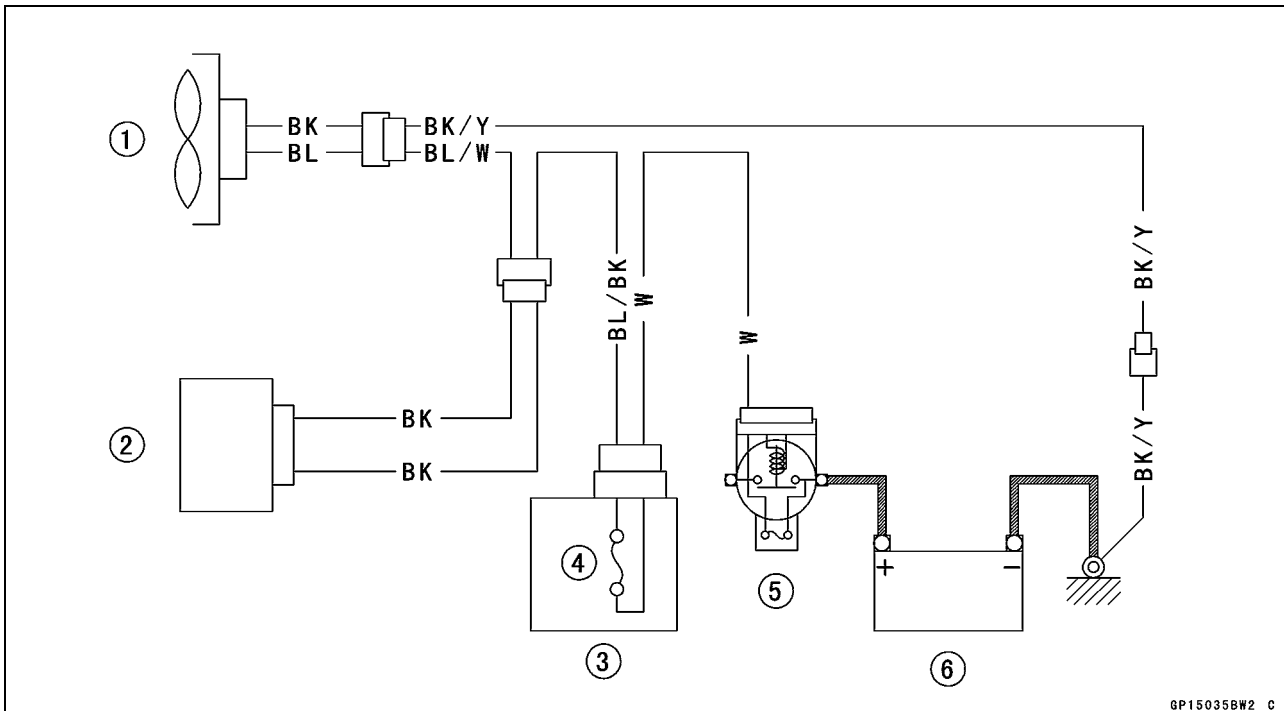 ①
BK
BK/Y
BL
BL/W
BK/Y
BL/BK
W
W
②
BK
BK
BK/Y
④
+
−
⑤
③
⑥
GP15035BW2 C